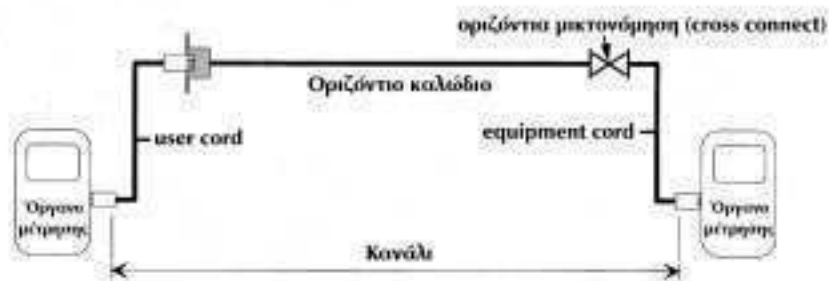 οριζόντια μικτονόμηση (cross connect)
Οριζόντιο καλώδιο
user cord
equipment cord
Όργανο
μέτρησης
Όργανο
μέτρησης
Κανάλι